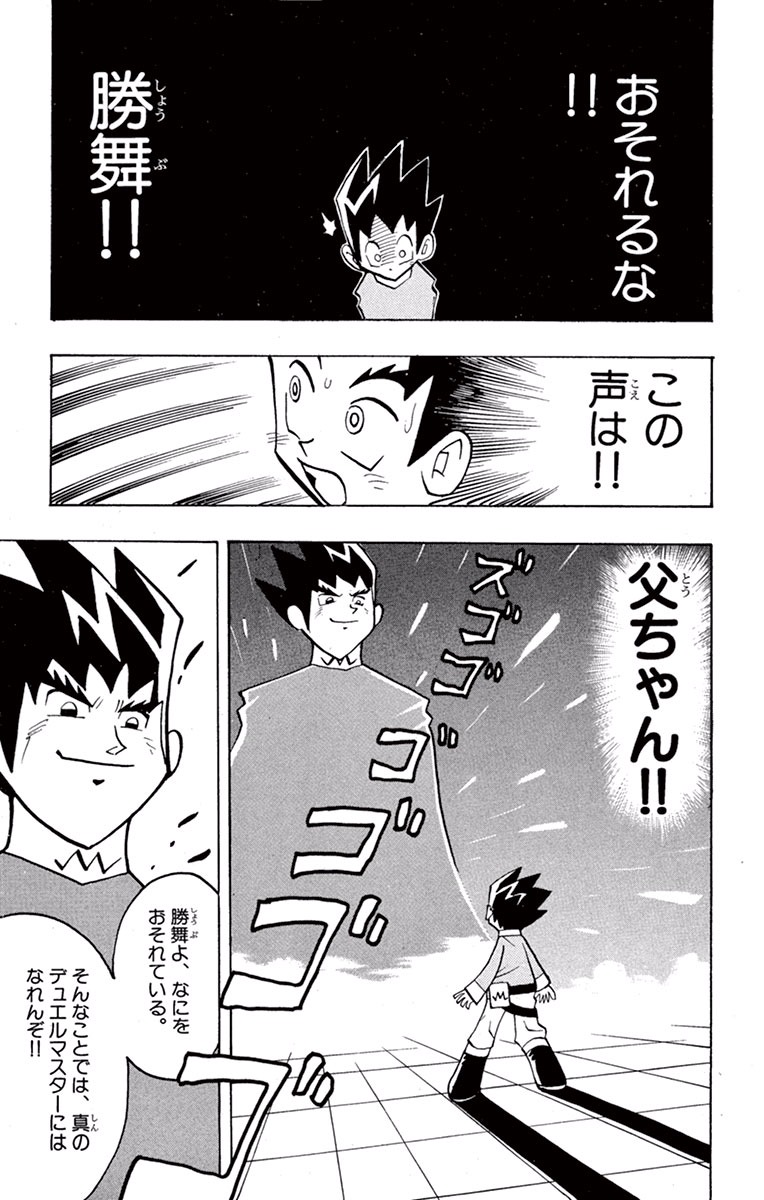 おそれるな
!!
勝舞!!
この
声は!!
父ちゃん!!
ズゴゴゴゴゴゴ
勝舞よ、なにを
おそれている。
そんなことでは、真の
デュエルマスターには
なれんぞ!!